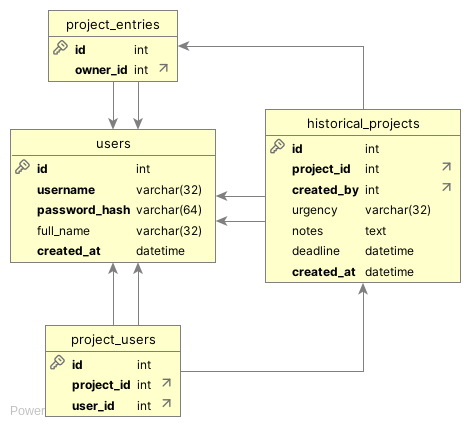 project_entries
id int
owner_id int
users
id int
username varchar(32)
password_hash varchar(64)
full_name varchar(32)
created_at datetime
historical_projects
id int
project_id int
created_by int
urgency varchar(32)
notes text
deadline datetime
created_at datetime
project_users
id int
project_id int
user_id int
Power